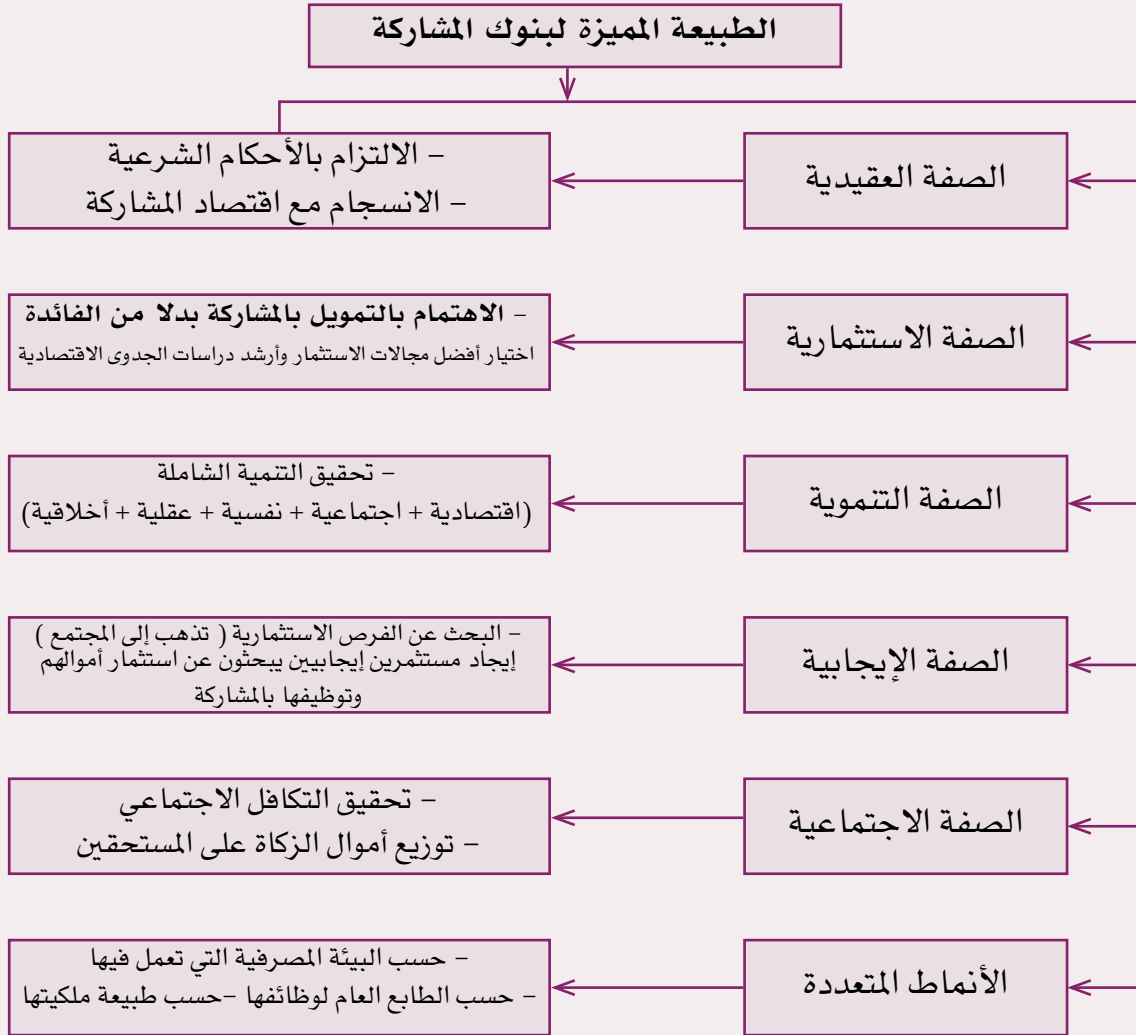 الطبيعة المميزة لبنوك المشاركة
الصفة العقيدية
– الالتزام بالأحكام الشرعية
– الانسجام مع اقتصاد المشاركة
الصفة الاستثمارية
– الاهتمام بالتمويل بالمشاركة بدلا من الفائدة
اختيار أفضل مجالات الاستثمار وأرشد دراسات الجدوى الاقتصادية
الصفة التنموية
– تحقيق التنمية الشاملة
(اقتصادية + اجتماعية + نفسية + عقلية + أخلاقية)
الصفة الإيجابية
– البحث عن الفرص الاستثمارية ( تذهب إلى المجتمع )
إيجاد مستثمرين إيجابيين يبحثون عن استثمار أموالهم
وتوظيفها بالمشاركة
الصفة الاجتماعية
– تحقيق التكافل الاجتماعي
– توزيع أموال الزكاة على المستحقين
الأنماط المتعددة
– حسب البيئة المصرفية التي تعمل فيها
– حسب الطابع العام لوظائفها –حسب طبيعة ملكيتها